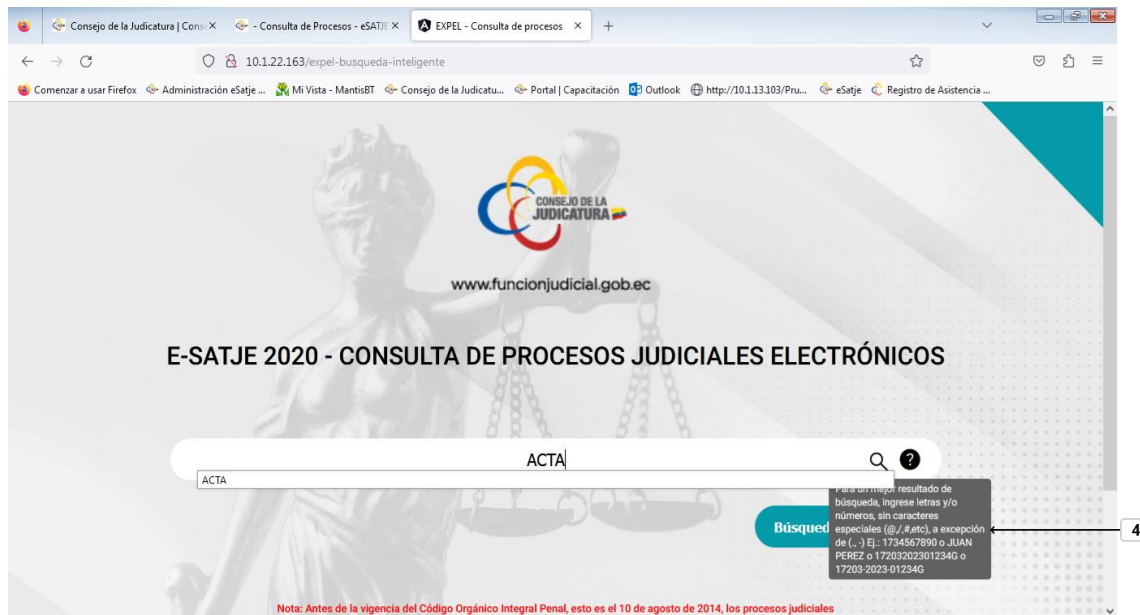 Consejo de la Judicatura | Cons
- Consulta de Procesos - eSATJE
EXPEL - Consulta de procesos
10.1.22.163/expel-busqueda-inteligente
Comenzar a usar Firefox
Administración eSatje ...
Mi Vista - MantisBT
Consejo de la Judicatu...
Portal | Capacitación
Outlook
http://10.1.13.103/Pru...
eSatje
Registro de Asistencia ...
CONSEJO DE LA
JUDICATURA
www.funcionjudicial.gob.ec
E-SATJE 2020 - CONSULTA DE PROCESOS JUDICIALES ELECTRÓNICOS
ACTA
?
ACTA
Para un mejor resultado de
búsqueda, ingrese letras y/o
números, sin caracteres
especiales (@,/,#,etc), a excepción
de (., -) Ej.: 1734567890 o JUAN
PEREZ o 17203202301234G o
17203-2023-01234G
Búsqued
4
Nota: Antes de la vigencia del Código Orgánico Integral Penal, esto es el 10 de agosto de 2014, los procesos judiciales